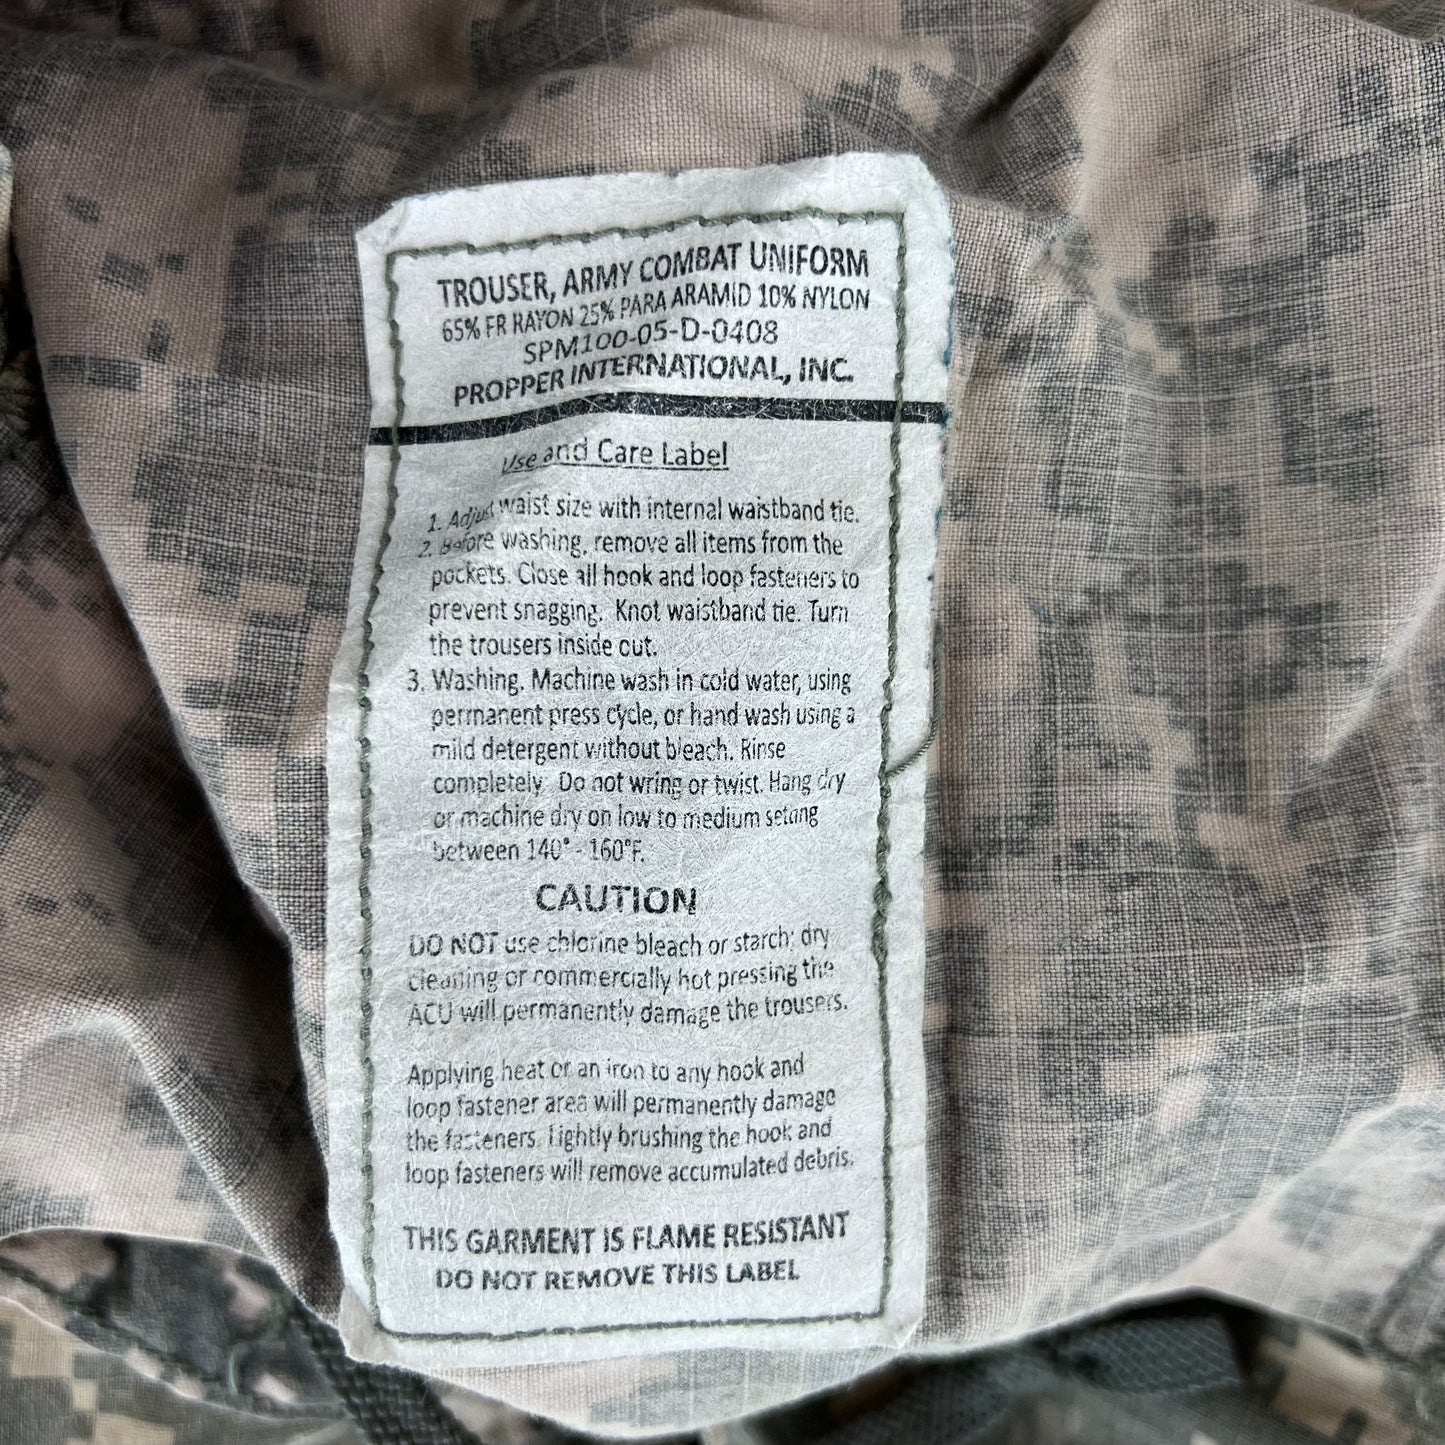 TROUSER, ARMY COMBAT UNIFORM
65% FR RAYON 25% PARA ARAMID 10% NYLON
SPM100-05-D-0408
PROPPER INTERNATIONAL, INC.
Use and Care Label
1. Adjust waist size with internal waistband tie.
2. Before washing, remove all items from the
pockets. Close all hook and loop fasteners to
prevent snagging. Knot waistband tie. Turn
the trousers inside out.
3. Washing. Machine wash in cold water, using
permanent press cycle, or hand wash using a
mild detergent without bleach. Rinse
completely. Do not wring or twist. Hang dry
or machine dry on low to medium setting
between 140° - 160°F.
CAUTION
DO NOT use chlorine bleach or starch; dry
cleaning or commercially hot pressing the
ACU will permanently damage the trousers.
Applying heat or an iron to any hook and
loop fastener area will permanently damage
the fasteners. Lightly brushing the hook and
loop fasteners will remove accumulated debris.
THIS GARMENT IS FLAME RESISTANT
DO NOT REMOVE THIS LABEL